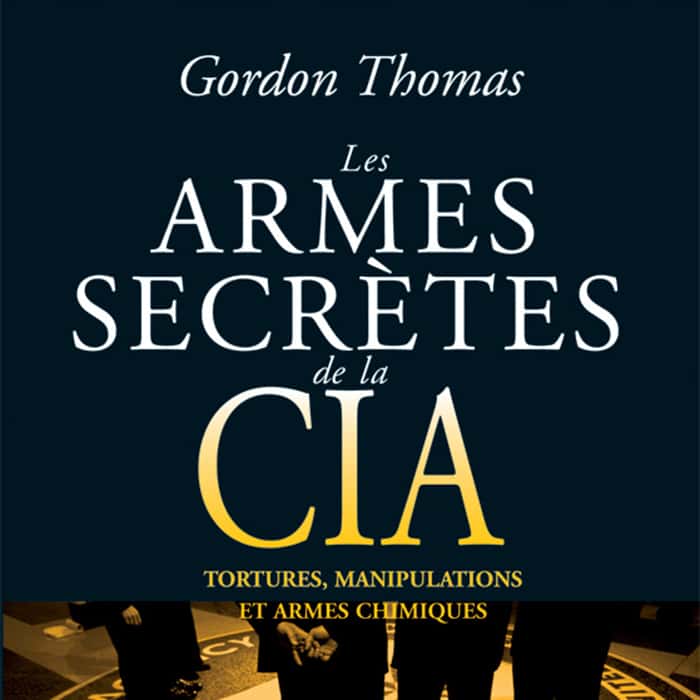 Gordon Thomas
Les
ARMES
SECRÈTES
de la
CIA
TORTURES, MANIPULATIONS
ET ARMES CHIMIQUES